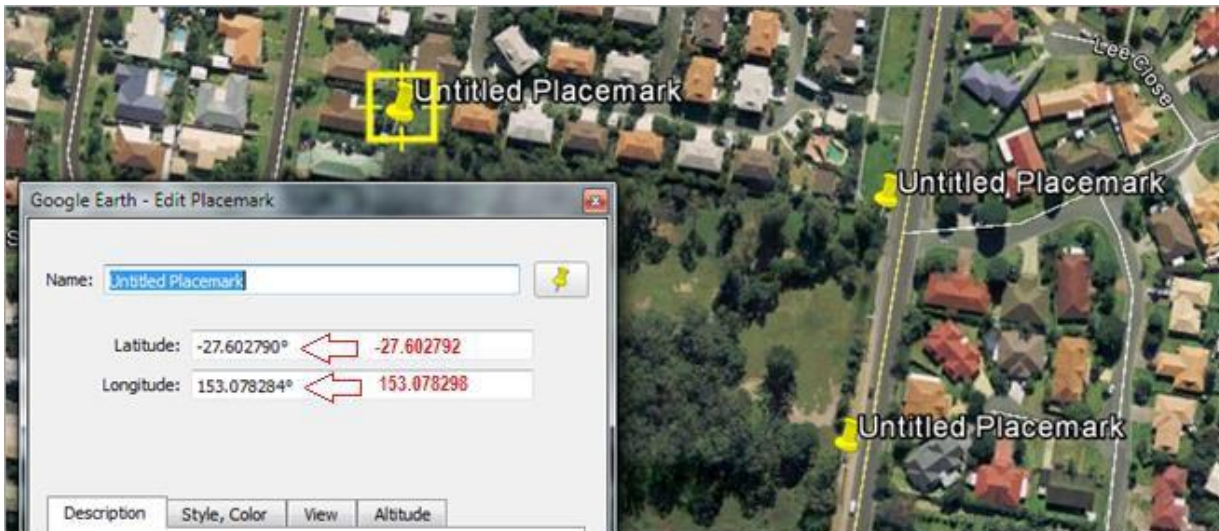 Lee Close
Untitled Placemark
Untitled Placemark
Google Earth - Edit Placemark
S
Name: Untitled Placemark
Latitude: -27.602790° -27.602792
Longitude: 153.078284° 153.078298
Untitled Placemark
Description Style, Color View Altitude